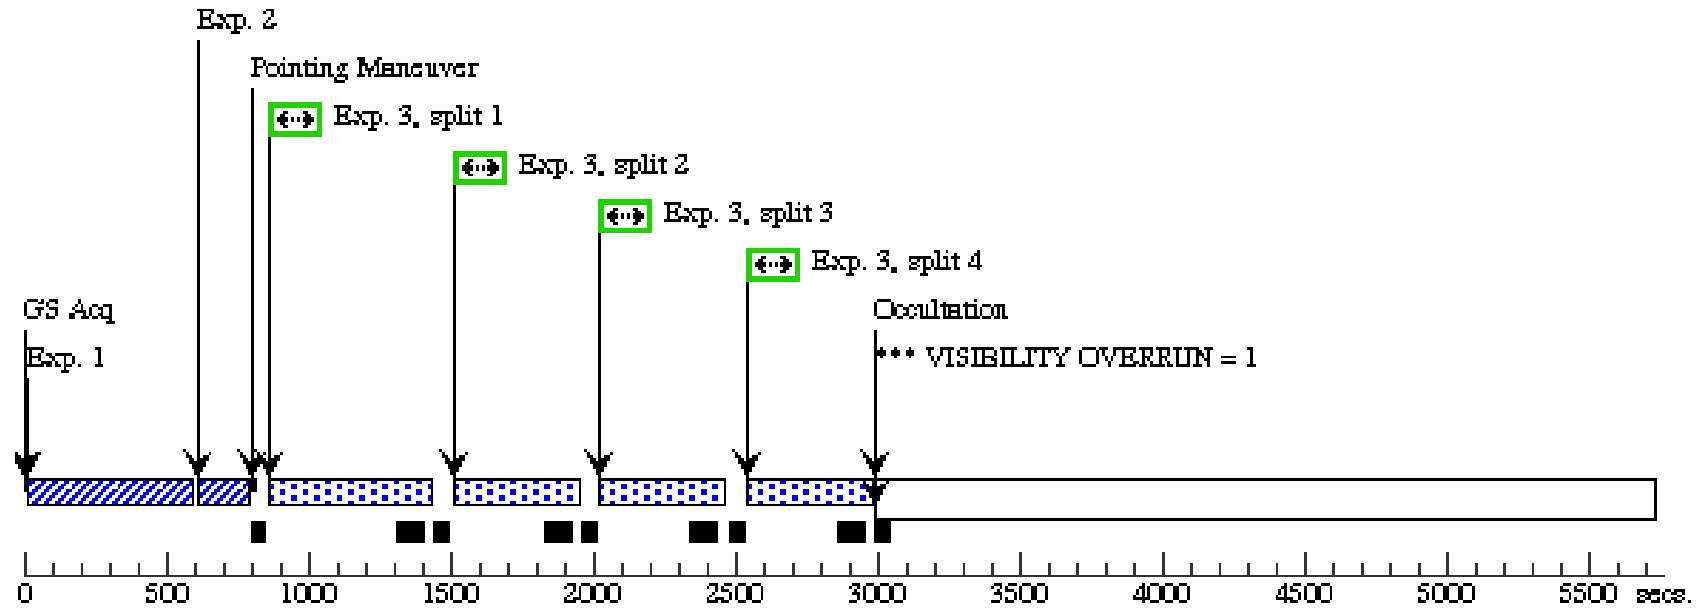 Exp. 2
Pointing Maneuver
Exp. 3, split 1
Exp. 3, split 2
Exp. 3, split 3
Exp. 3, split 4
GS Acq
Occultation
Exp. 1
*** VISIBILITY OVERRUN = 1
0 500 1000 1500 2000 2500 3000 3500 4000 4500 5000 5500 secs.